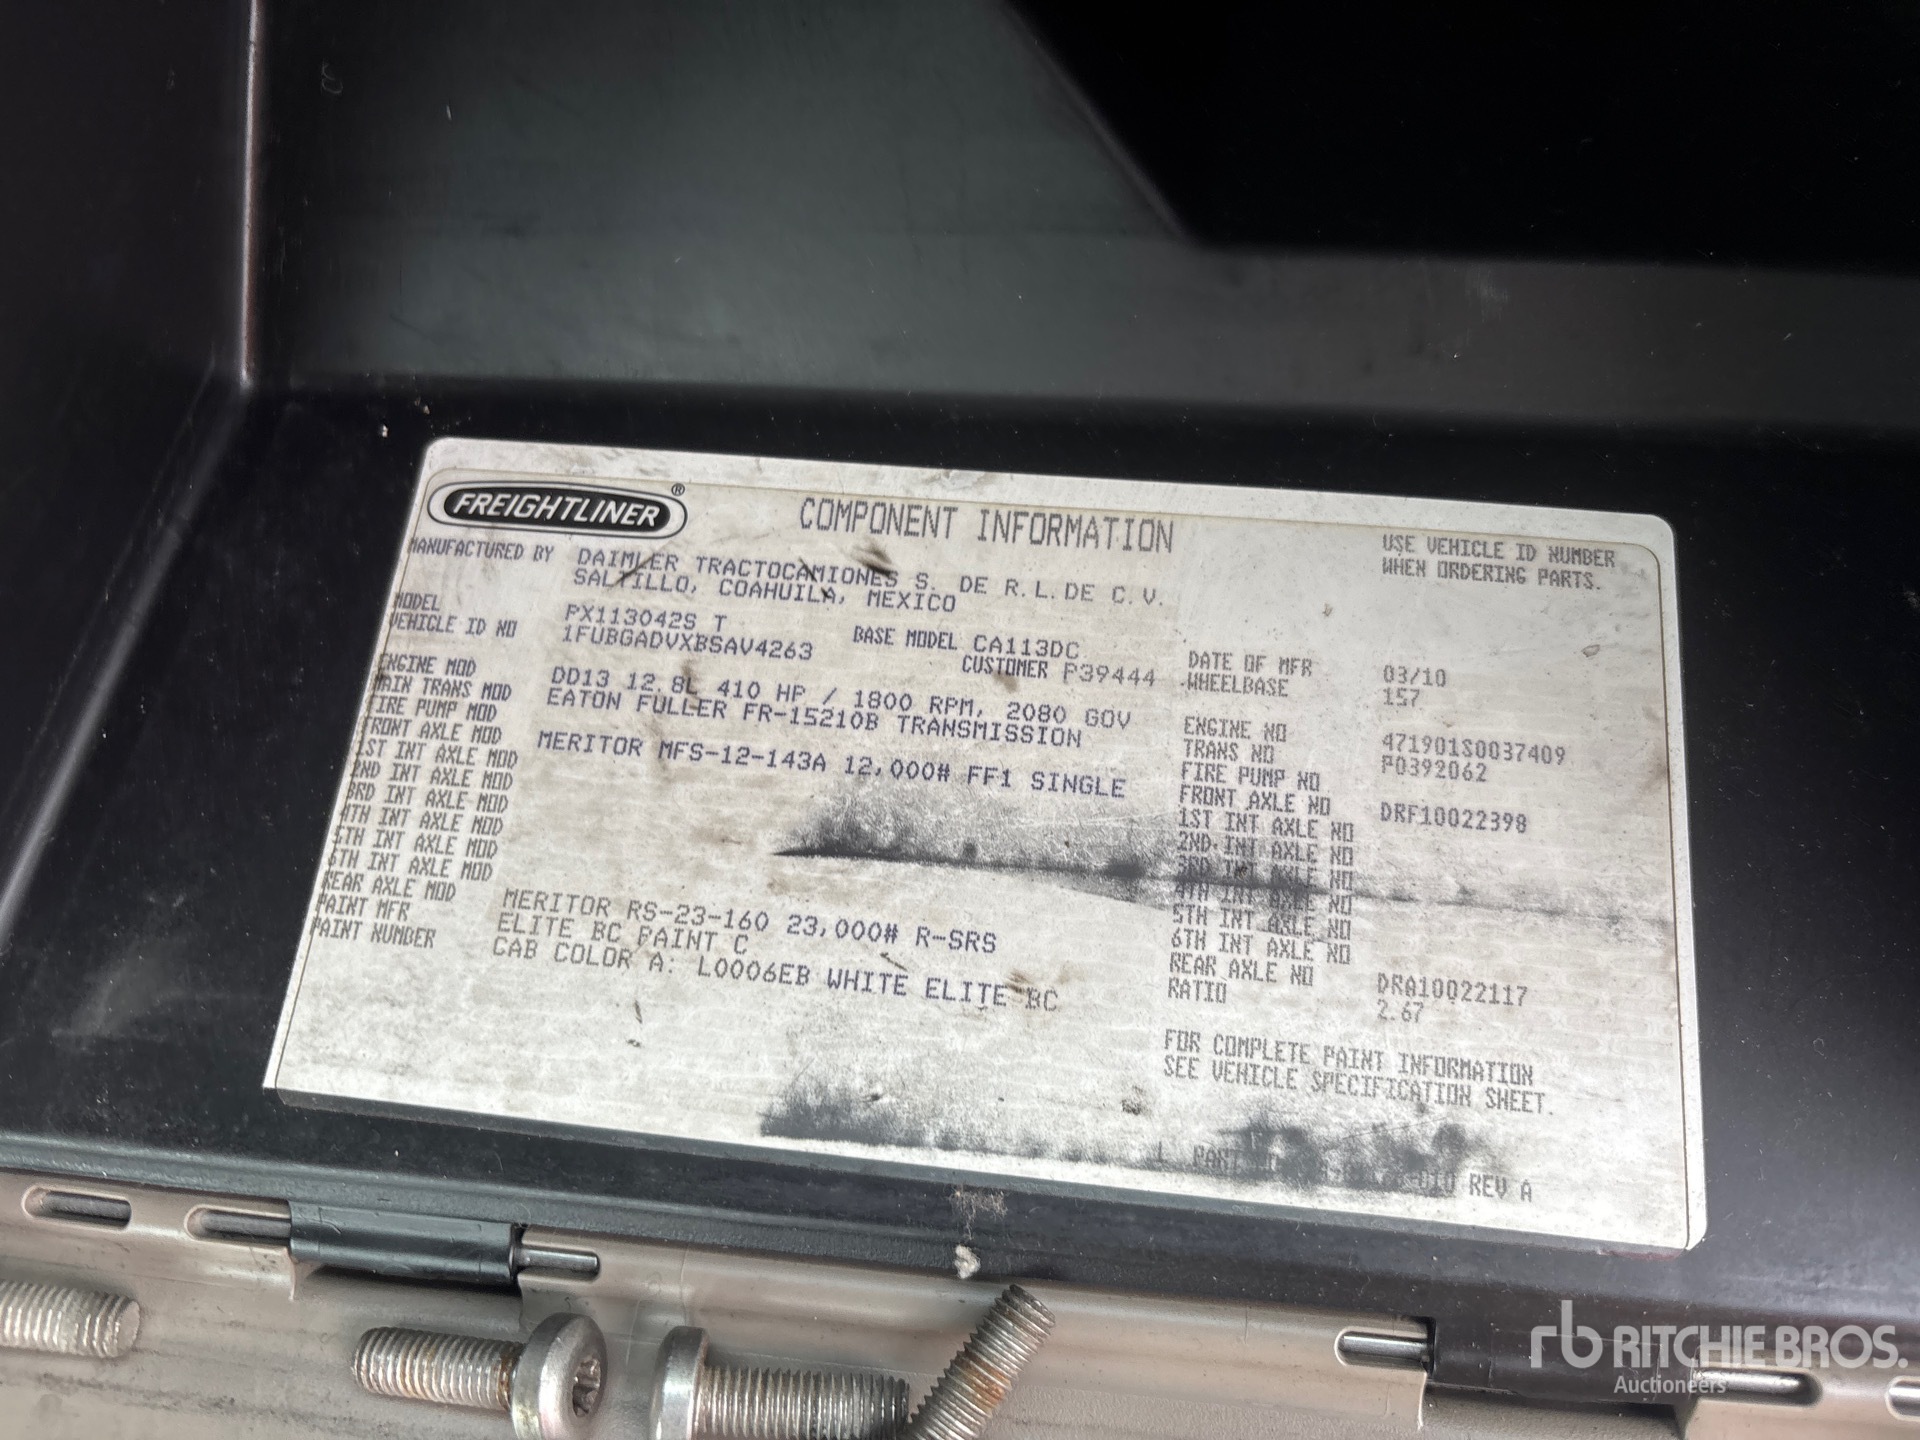 FREIGHTLINER®
COMPONENT INFORMATION
USE VEHICLE ID NUMBER
WHEN ORDERING PARTS.
MANUFACTURED BY DAIMLER TRACTOCAMIONES S. DE R.L. DE C.V.
SALTILLO, COAHUILA, MEXICO
MODEL PX113042S T
BASE MODEL CA113DC
VEHICLE ID NO 1FUBGADVXBSAV4263
CUSTOMER P39444
DATE OF MFR 03/10
WHEELBASE 157
ENGINE MOD DD13 12.8L 410 HP / 1800 RPM, 2080 GOV
MAIN TRANS MOD EATON FULLER FR-15210B TRANSMISSION
FIRE PUMP MOD
FRONT AXLE MOD MERITOR MFS-12-143A 12,000# FF1 SINGLE
1ST INT AXLE MOD
2ND INT AXLE MOD
3RD INT AXLE MOD
4TH INT AXLE MOD
5TH INT AXLE MOD
6TH INT AXLE MOD
REAR AXLE MOD MERITOR RS-23-160 23,000# R-SRS
PAINT MFR ELITE BC PAINT C
PAINT NUMBER CAB COLOR A: L0006EB WHITE ELITE BC
ENGINE NO 471901S0037409
TRANS NO P0392062
FIRE PUMP NO
FRONT AXLE NO DRF10022398
1ST INT AXLE NO
2ND INT AXLE NO
3RD INT AXLE NO
4TH INT AXLE NO
5TH INT AXLE NO
6TH INT AXLE NO
REAR AXLE NO DRA10022117
RATIO 2.67
FOR COMPLETE PAINT INFORMATION
SEE VEHICLE SPECIFICATION SHEET.
PART 010 REV A
rb RITCHIE BROS.
Auctioneers